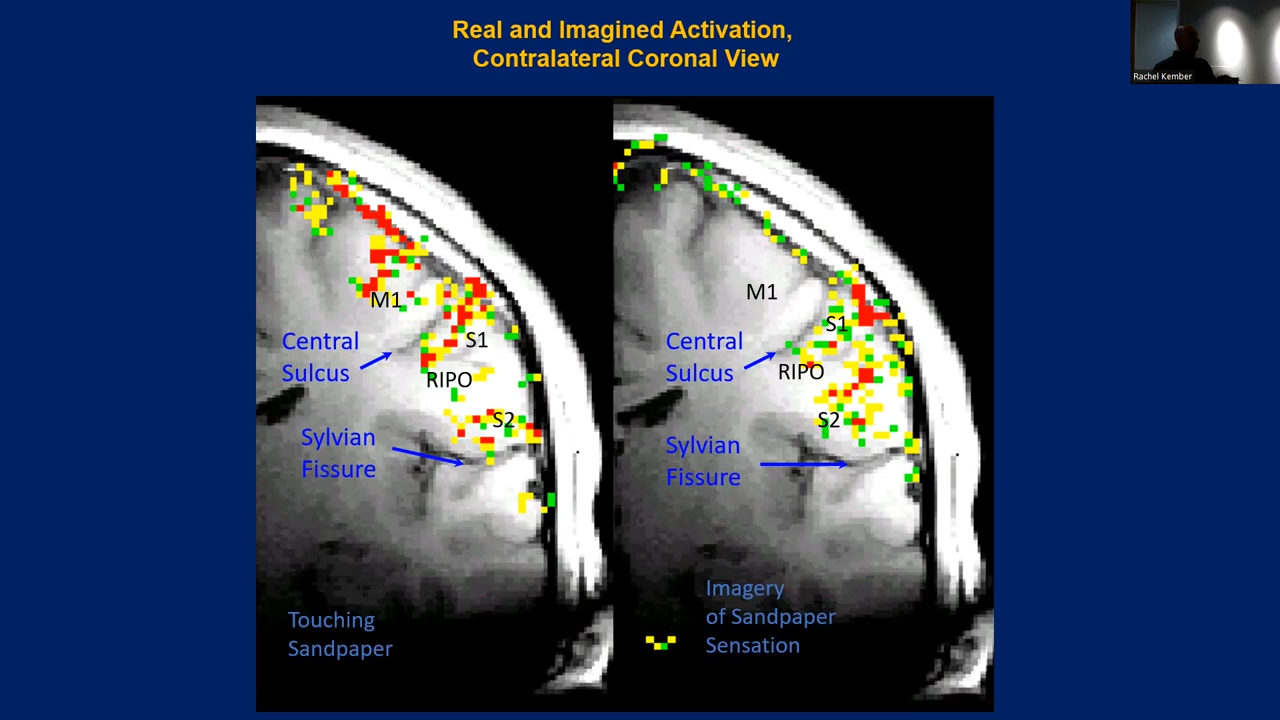 Real and Imagined Activation,
Contralateral Coronal View
Rachel Kember
M1
Central
Sulcus
S1
RIPO
S2
Sylvian
Fissure
Touching
Sandpaper
M1
Central
Sulcus
S1
RIPO
S2
Sylvian
Fissure
Imagery
of Sandpaper
Sensation